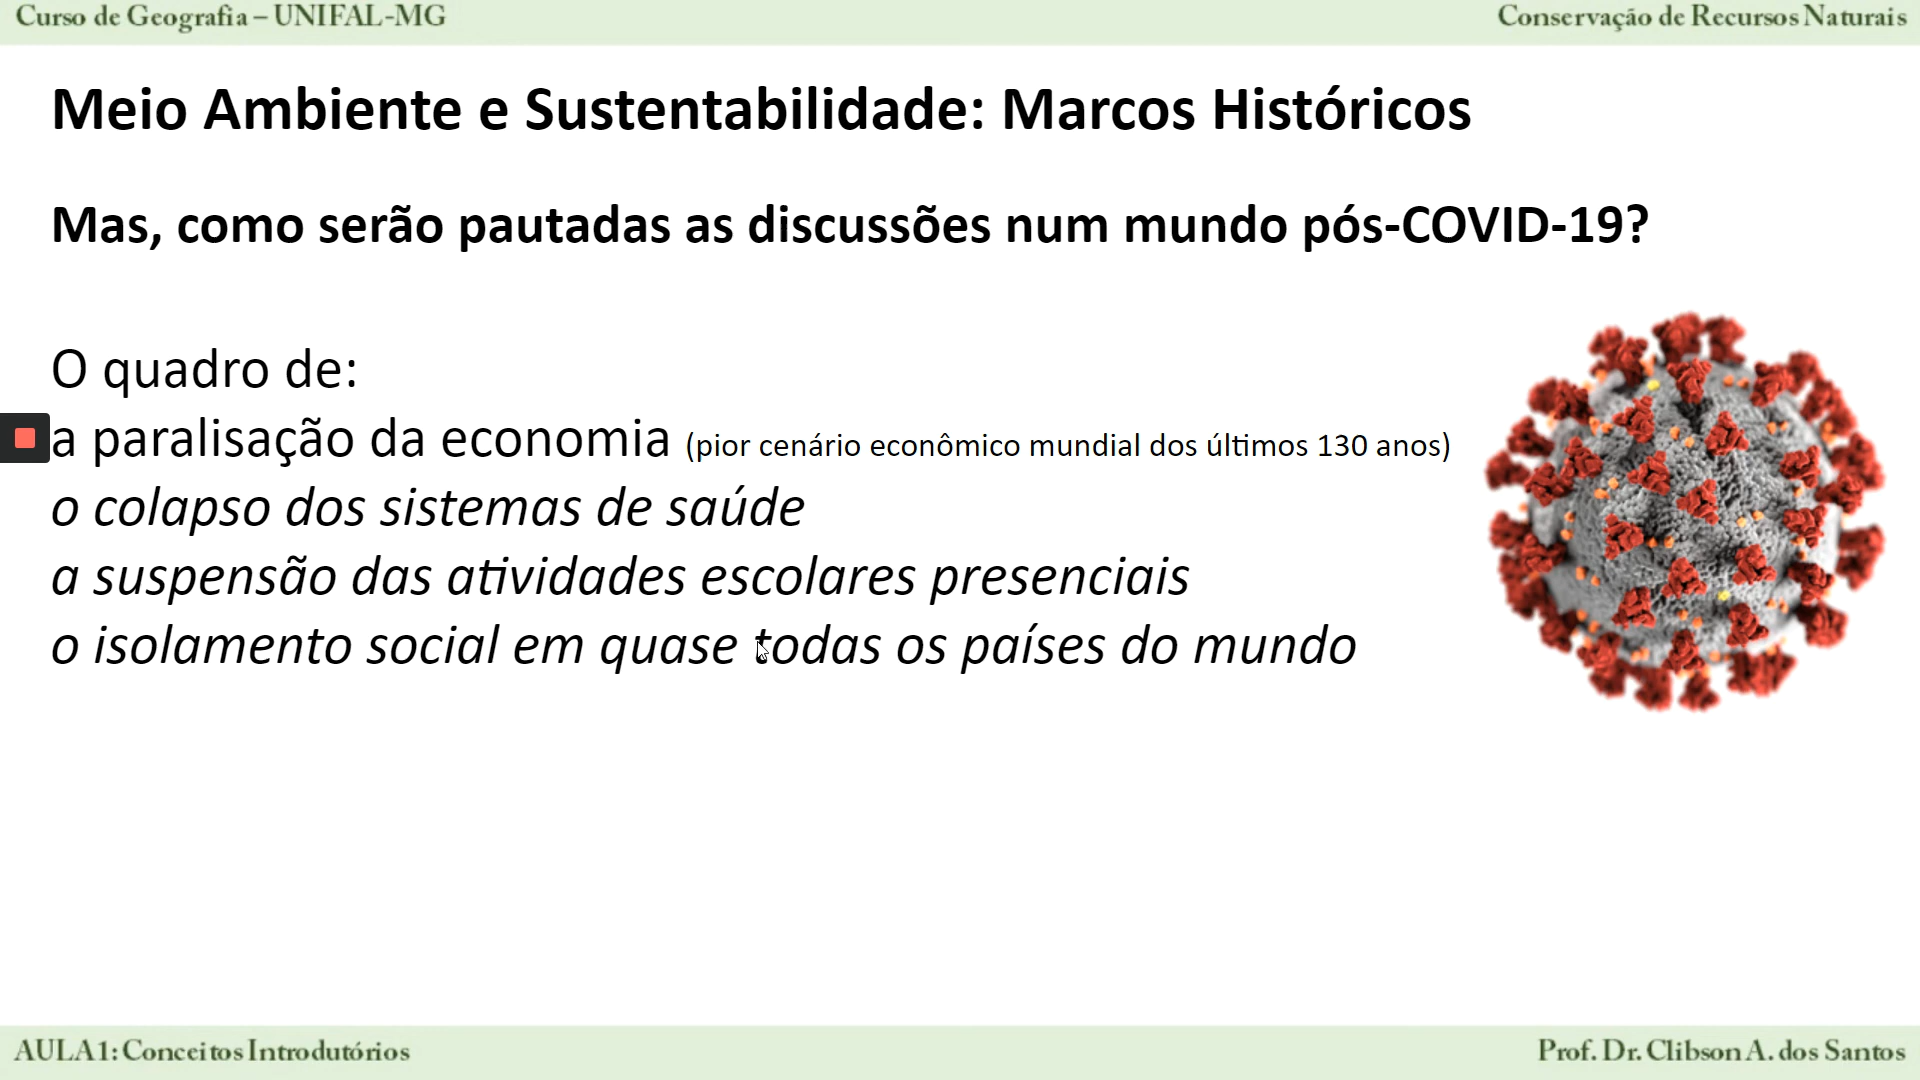 Curso de Geografia – UNIFAL-MG
Conservação de Recursos Naturais
Meio Ambiente e Sustentabilidade: Marcos Históricos
Mas, como serão pautadas as discussões num mundo pós-COVID-19?
O quadro de:
a paralisação da economia (pior cenário econômico mundial dos últimos 130 anos)
o colapso dos sistemas de saúde
a suspensão das atividades escolares presenciais
o isolamento social em quase todas os países do mundo
AULA1: Conceitos Introdutórios
Prof. Dr. Clibson A. dos Santos